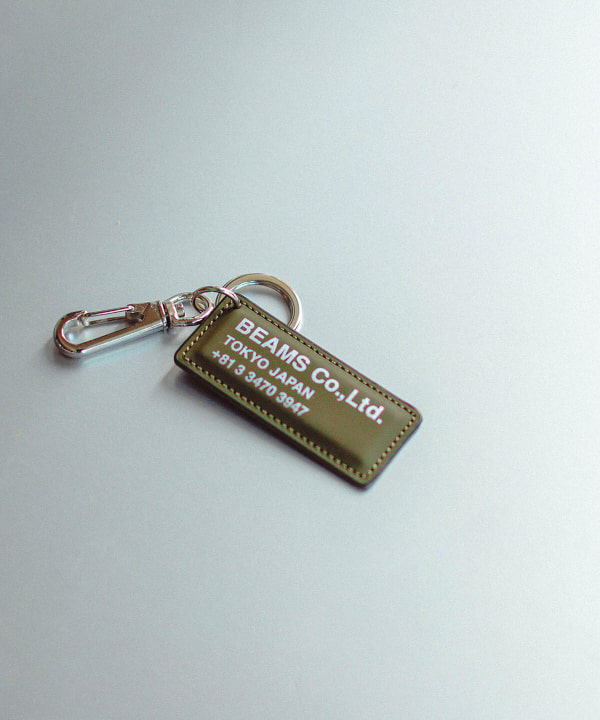 BEAMS Co.,Ltd.
TOKYO JAPAN
+81 3 3470 3947